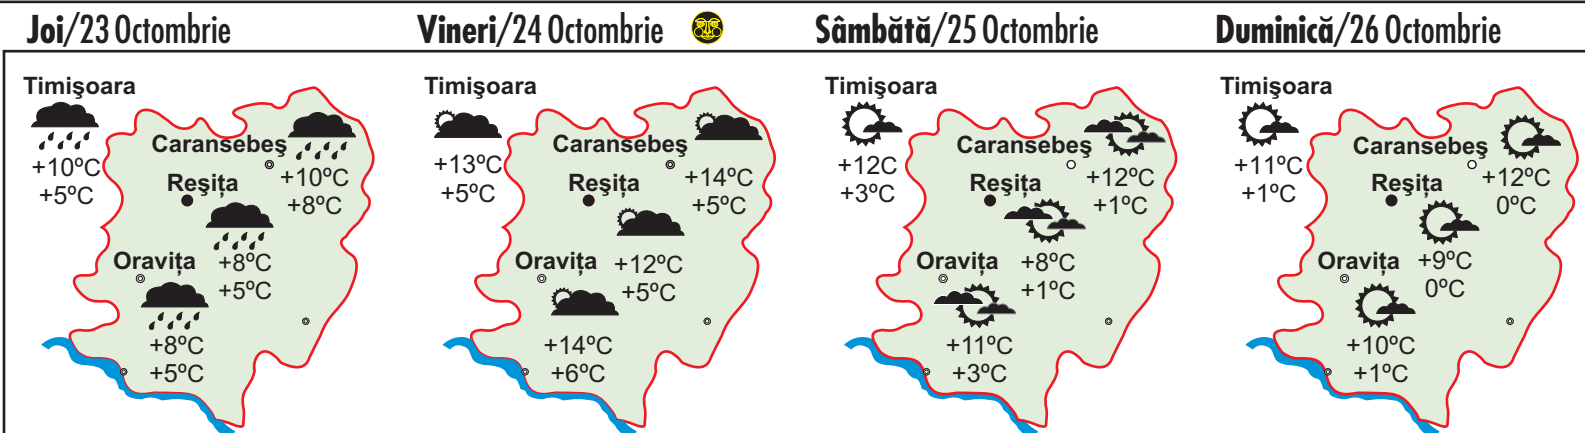 Joi/23 Octombrie
Timişoara
+10ºC
+5ºC
Caransebeş
+10ºC
+8ºC
Reşiţa
+8ºC
+5ºC
Oraviţa
+8ºC
+5ºC
Vineri/24 Octombrie
Timişoara
+13ºC
+5ºC
Caransebeş
+14ºC
+5ºC
Reşiţa
+12ºC
+5ºC
Oraviţa
+14ºC
+6ºC
Sâmbătă/25 Octombrie
Timişoara
+12C
+3ºC
Caransebeş
+12ºC
+1ºC
Reşiţa
+8ºC
+1ºC
Oraviţa
+11ºC
+3ºC
Duminică/26 Octombrie
Timişoara
+11ºC
+1ºC
Caransebeş
+12ºC
0ºC
Reşiţa
+9ºC
0ºC
Oraviţa
+10ºC
+1ºC